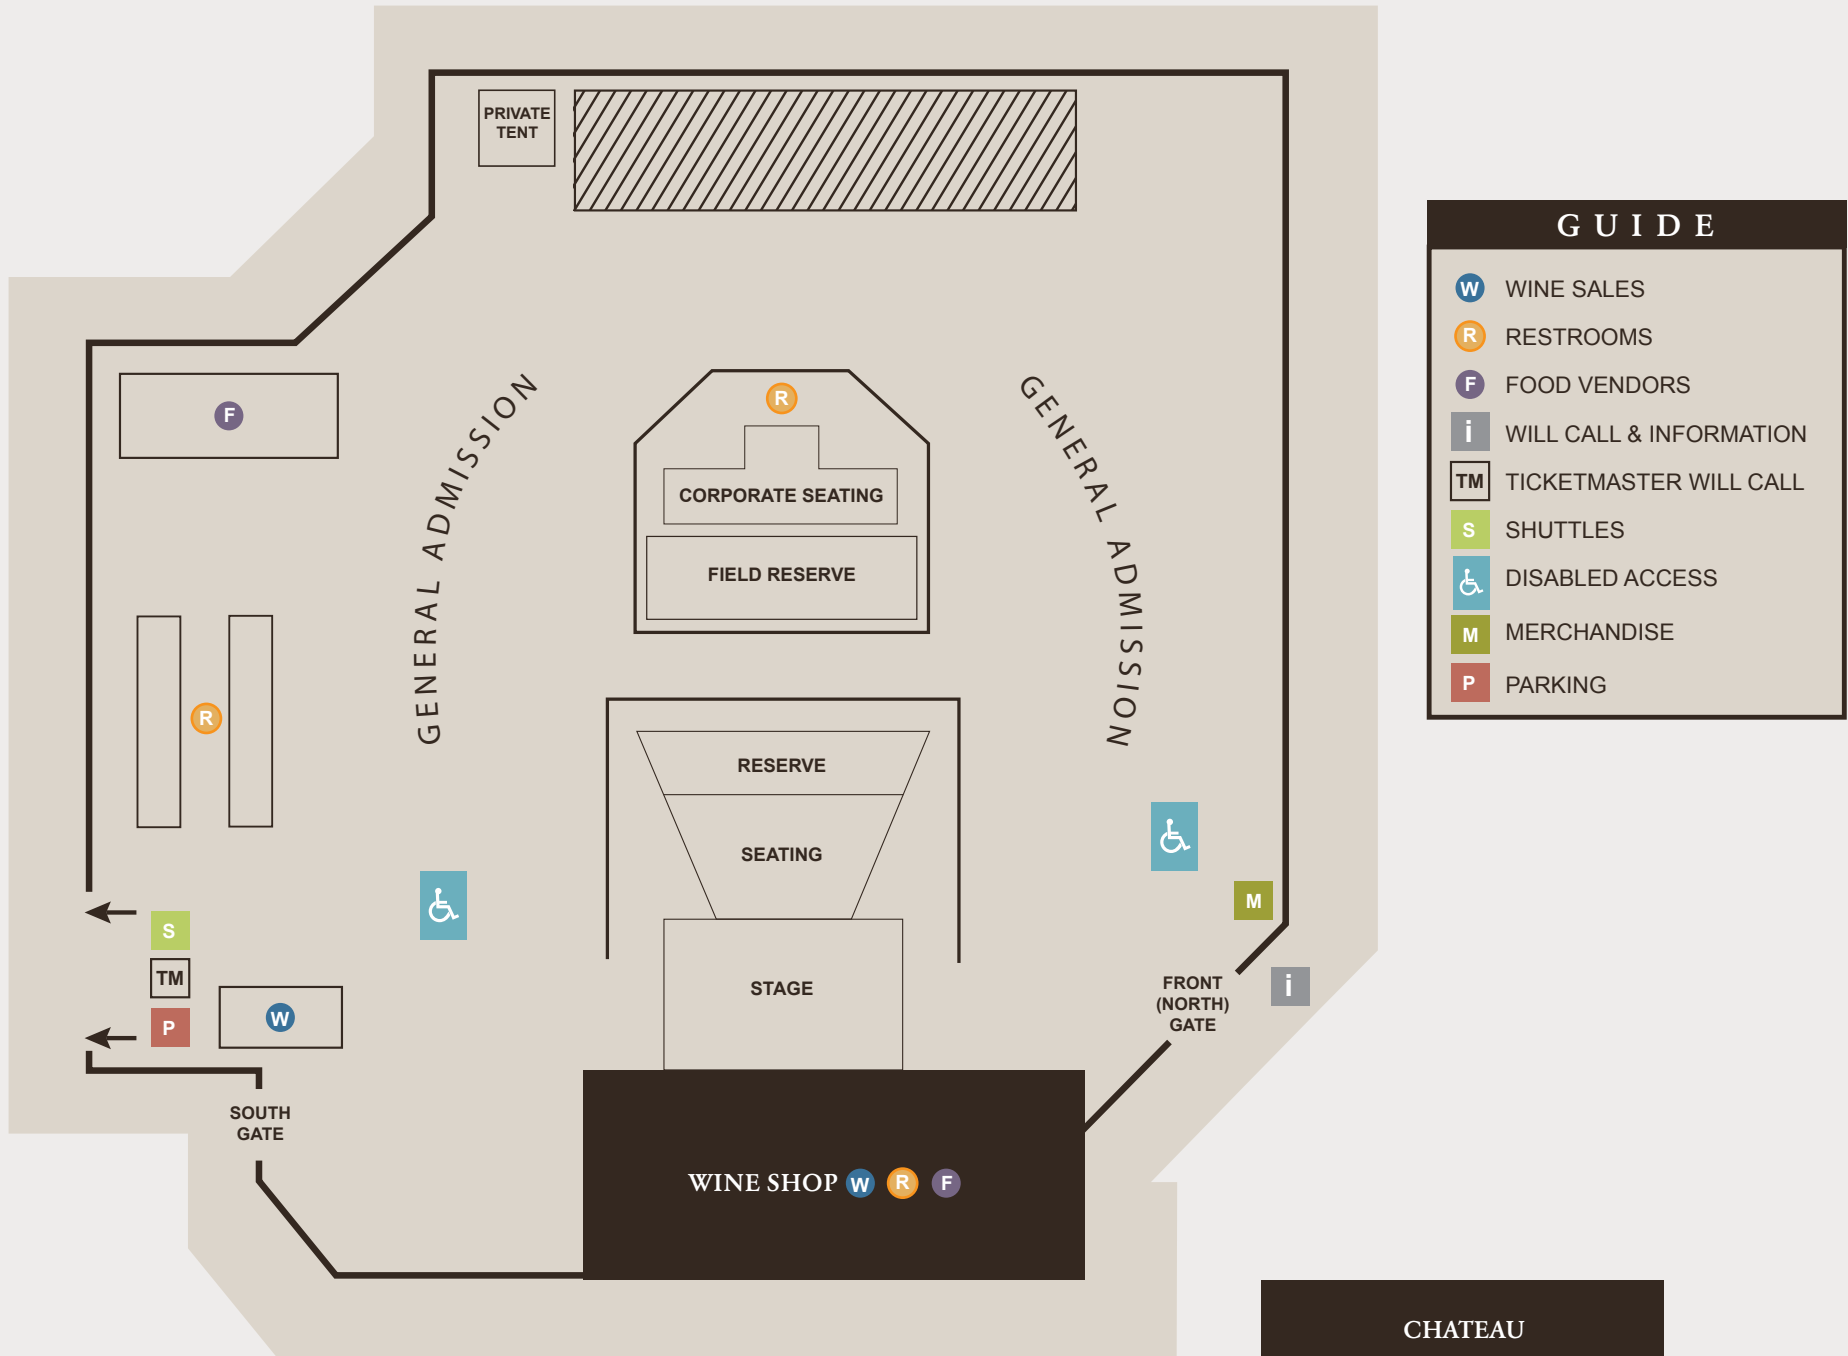 PRIVATE
TENT
GUIDE
W WINE SALES
R RESTROOMS
F FOOD VENDORS
i WILL CALL & INFORMATION
TM TICKETMASTER WILL CALL
S SHUTTLES
DISABLED ACCESS
M MERCHANDISE
P PARKING
F
GENERAL ADMISSION
R
CORPORATE SEATING
FIELD RESERVE
GENERAL ADMISSION
R
RESERVE
SEATING
STAGE
S
TM
P
W
M
i
FRONT
(NORTH)
GATE
SOUTH
GATE
WINE SHOP W R F
CHATEAU